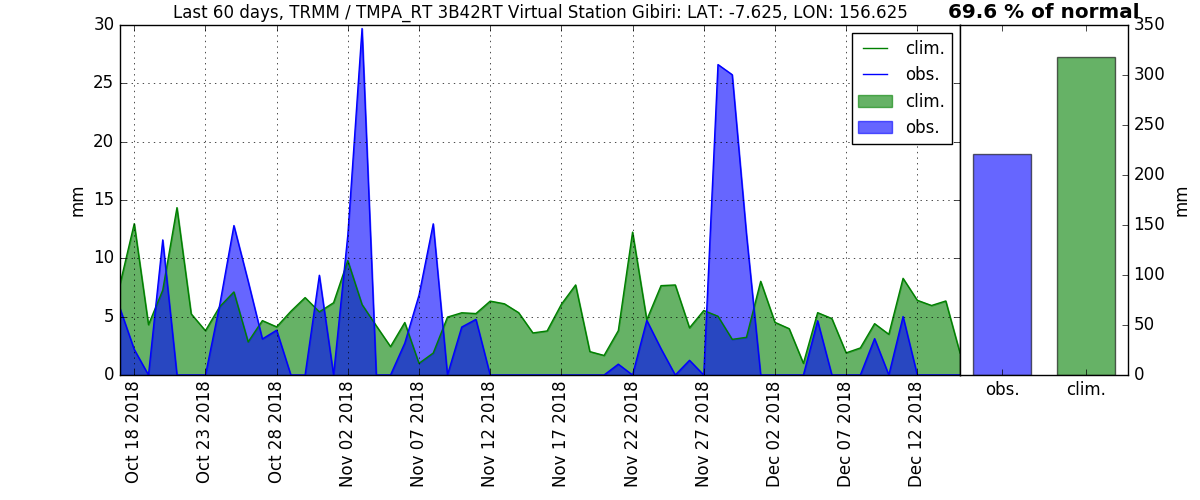 Last 60 days, TRMM / TMPA_RT 3B42RT Virtual Station Gibiri: LAT: -7.625, LON: 156.625
69.6 % of normal
30
25
20
15
10
5
0
mm
clim.
obs.
clim.
obs.
350
300
250
200
150
100
50
0
mm
Oct 18 2018
Oct 23 2018
Oct 28 2018
Nov 02 2018
Nov 07 2018
Nov 12 2018
Nov 17 2018
Nov 22 2018
Nov 27 2018
Dec 02 2018
Dec 07 2018
Dec 12 2018
obs.
clim.